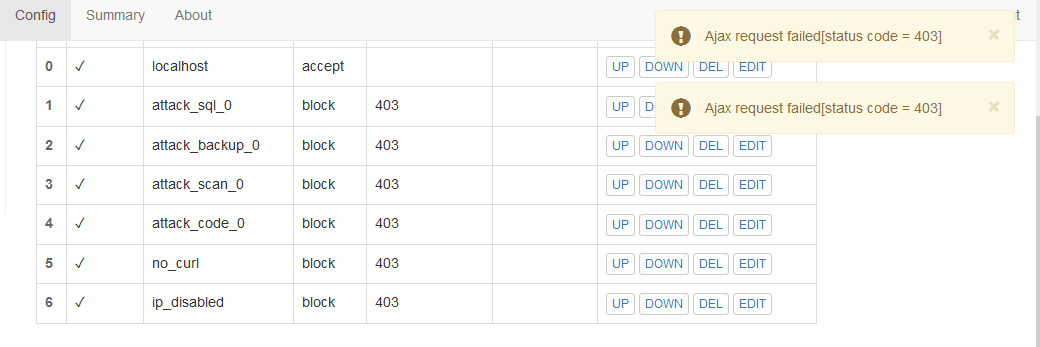 Config Summary About t
Ajax request failed[status code = 403] ×
0 ✓ localhost accept UP DOWN DEL EDIT
Ajax request failed[status code = 403] ×
1 ✓ attack_sql_0 block 403 UP
2 ✓ attack_backup_0 block 403 UP DOWN DEL EDIT
3 ✓ attack_scan_0 block 403 UP DOWN DEL EDIT
4 ✓ attack_code_0 block 403 UP DOWN DEL EDIT
5 ✓ no_curl block 403 UP DOWN DEL EDIT
6 ✓ ip_disabled block 403 UP DOWN DEL EDIT